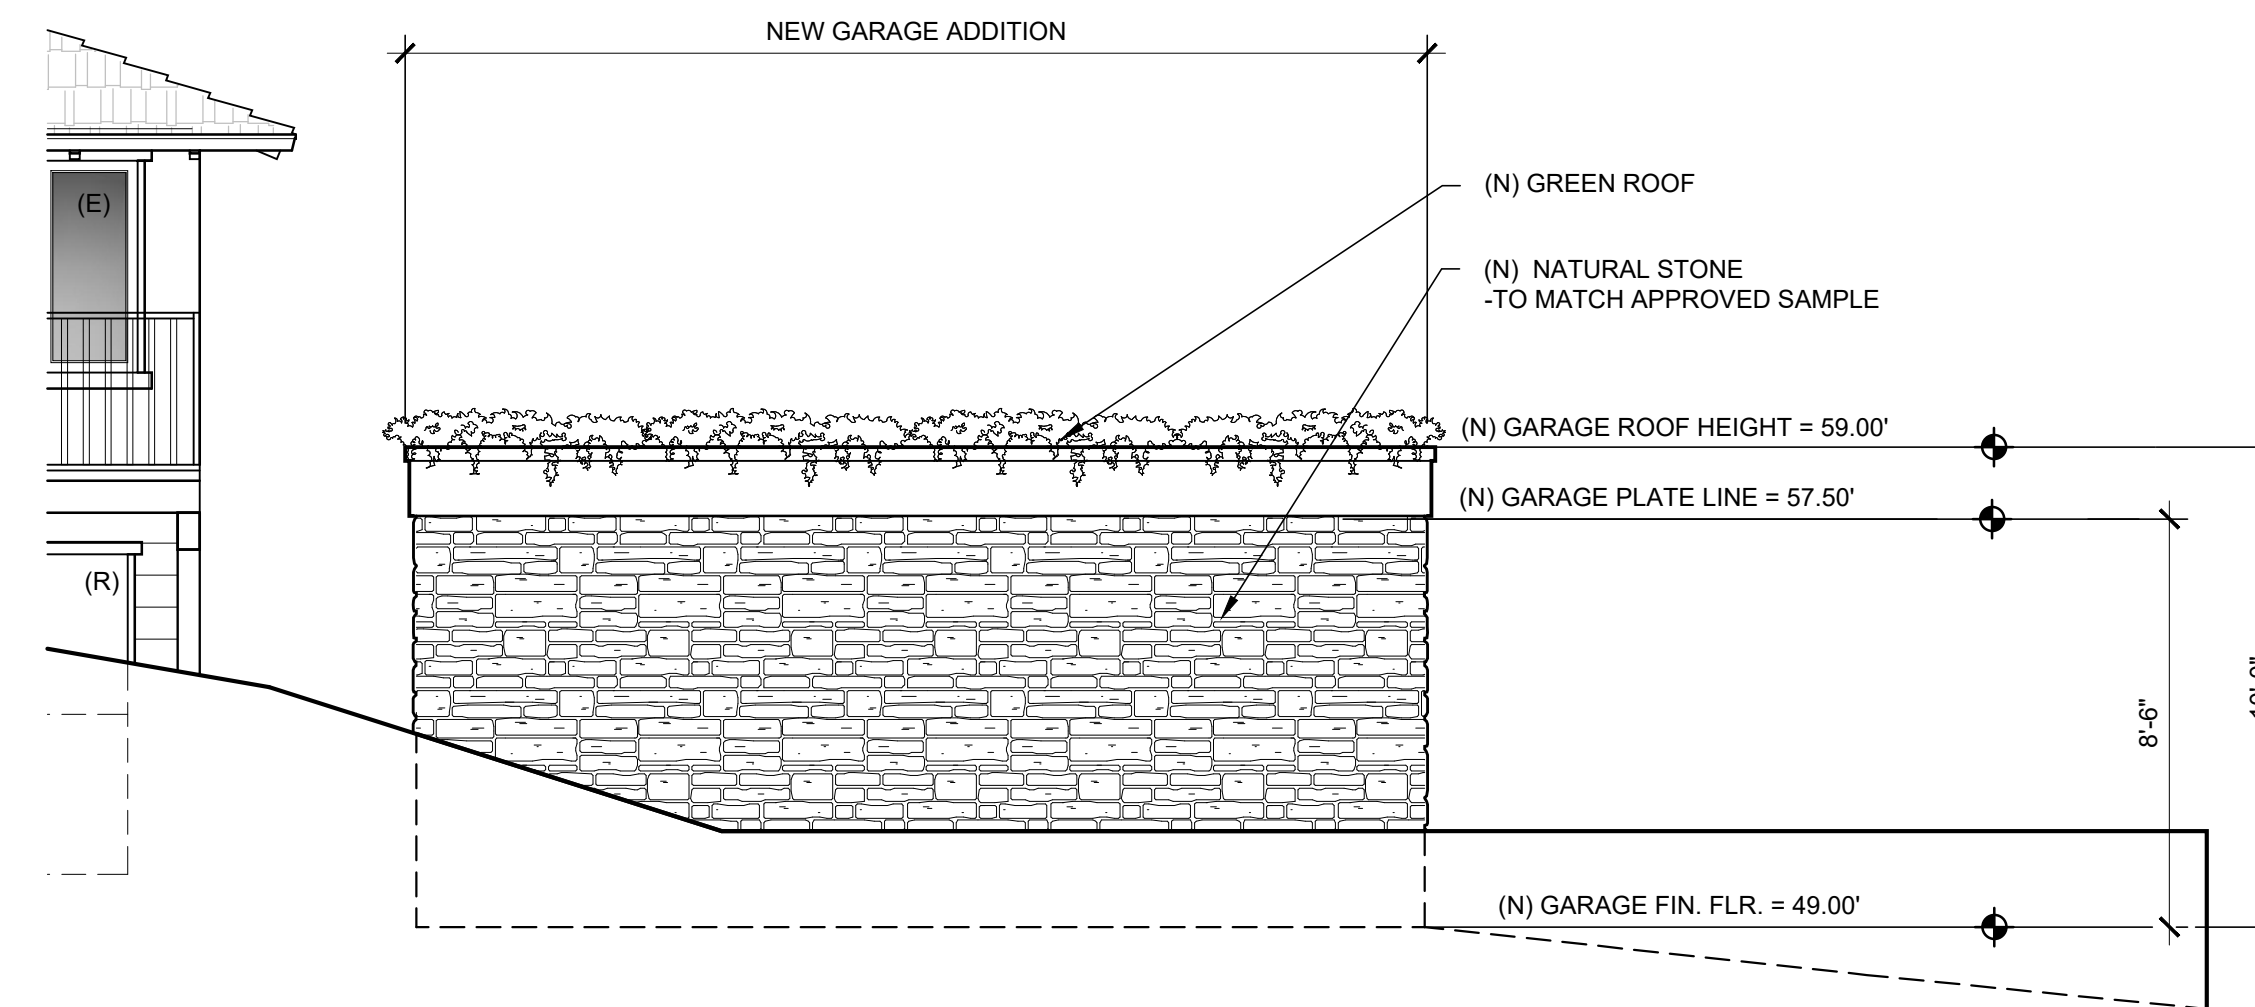 NEW GARAGE ADDITION
(E)
(N) GREEN ROOF
(N) NATURAL STONE
-TO MATCH APPROVED SAMPLE
(N) GARAGE ROOF HEIGHT = 59.00'
(N) GARAGE PLATE LINE = 57.50'
(R)
8'-6"
(N) GARAGE FIN. FLR. = 49.00'